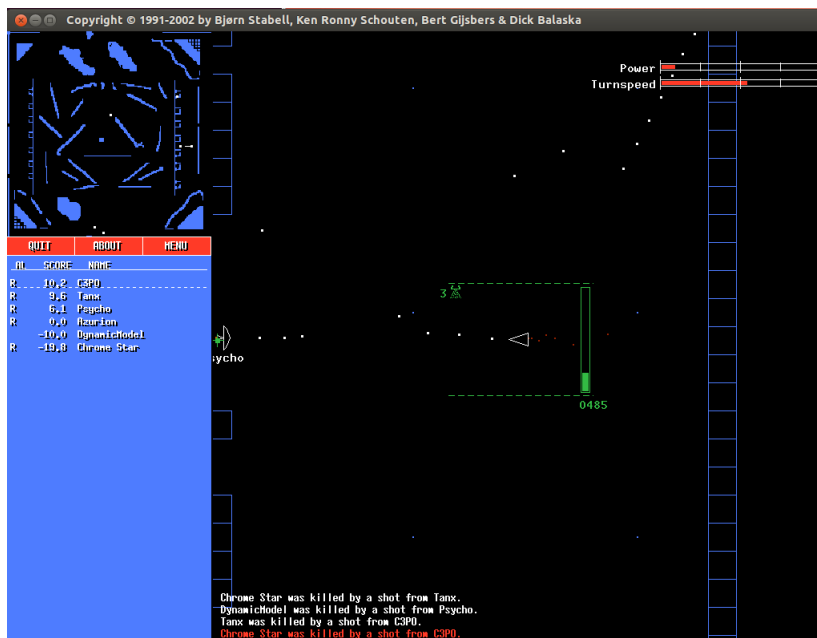 Copyright © 1991-2002 by Bjørn Stabell, Ken Ronny Schouten, Bert Gijsbers & Dick Balaska
Power
Turnspeed
QUIT ABOUT MENU
AL SCORE NAME
R 10.2 C3PO
R 9.6 Tanx
R 6.1 Psycho
R 0.0 Azurion
-10.0 DynamicModel
R -19.8 Chrome Star
3
sycho
0485
Chrome Star was killed by a shot from Tanx.
DynamicModel was killed by a shot from Psycho.
Tanx was killed by a shot from C3PO.
Chrome Star was killed by a shot from C3PO.